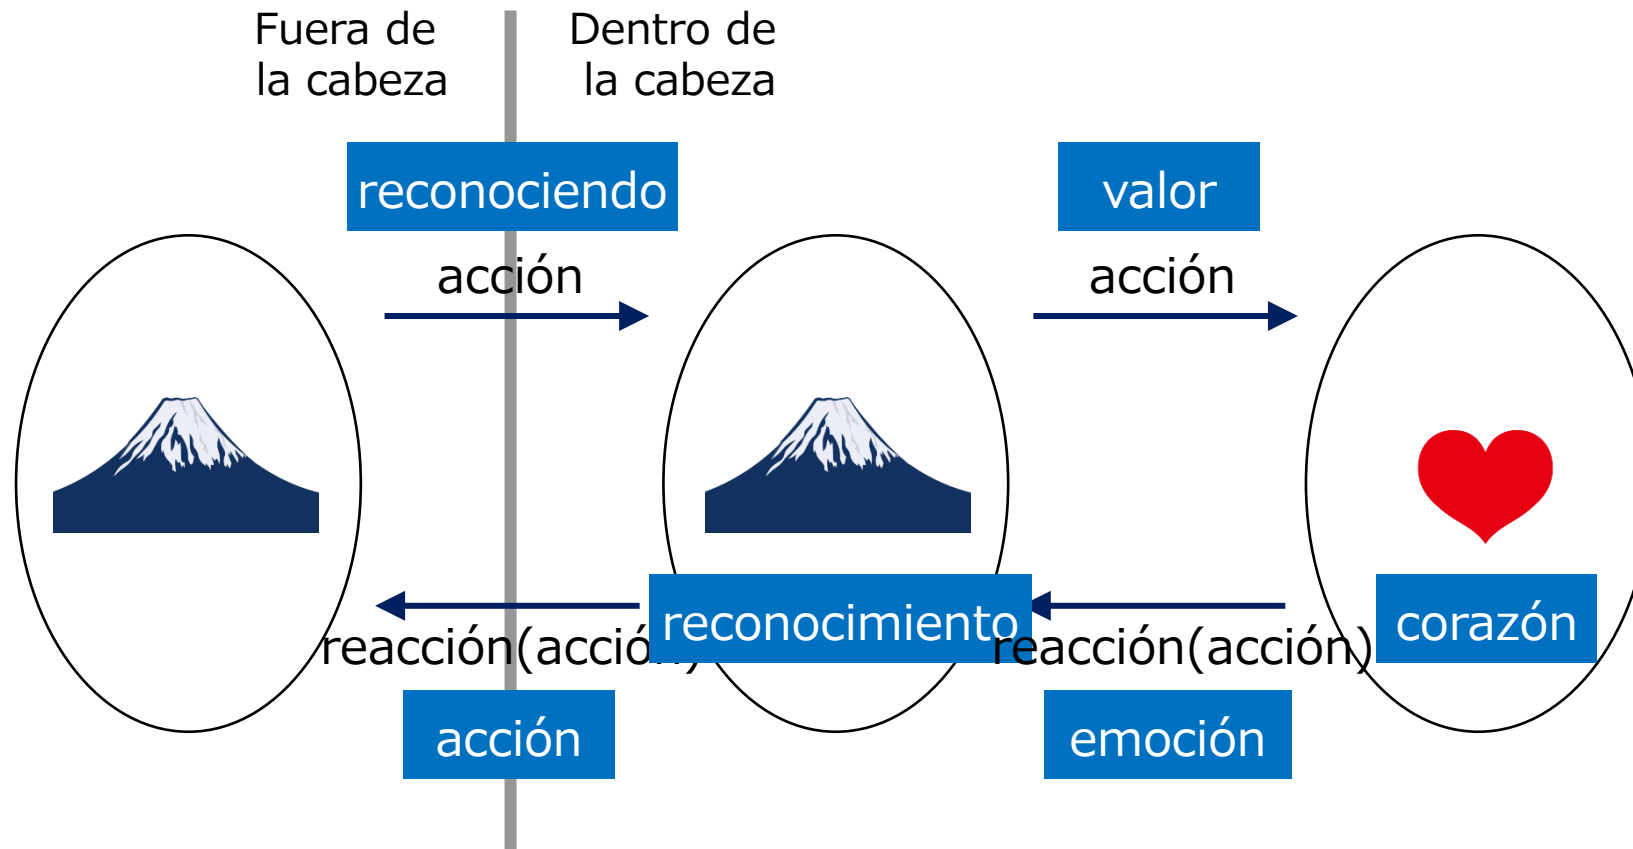 Fuera de
la cabeza
Dentro de
la cabeza
reconociendo
valor
acción
acción
reconocimiento
corazón
reacción(acción)
reacción(acción)
acción
emoción